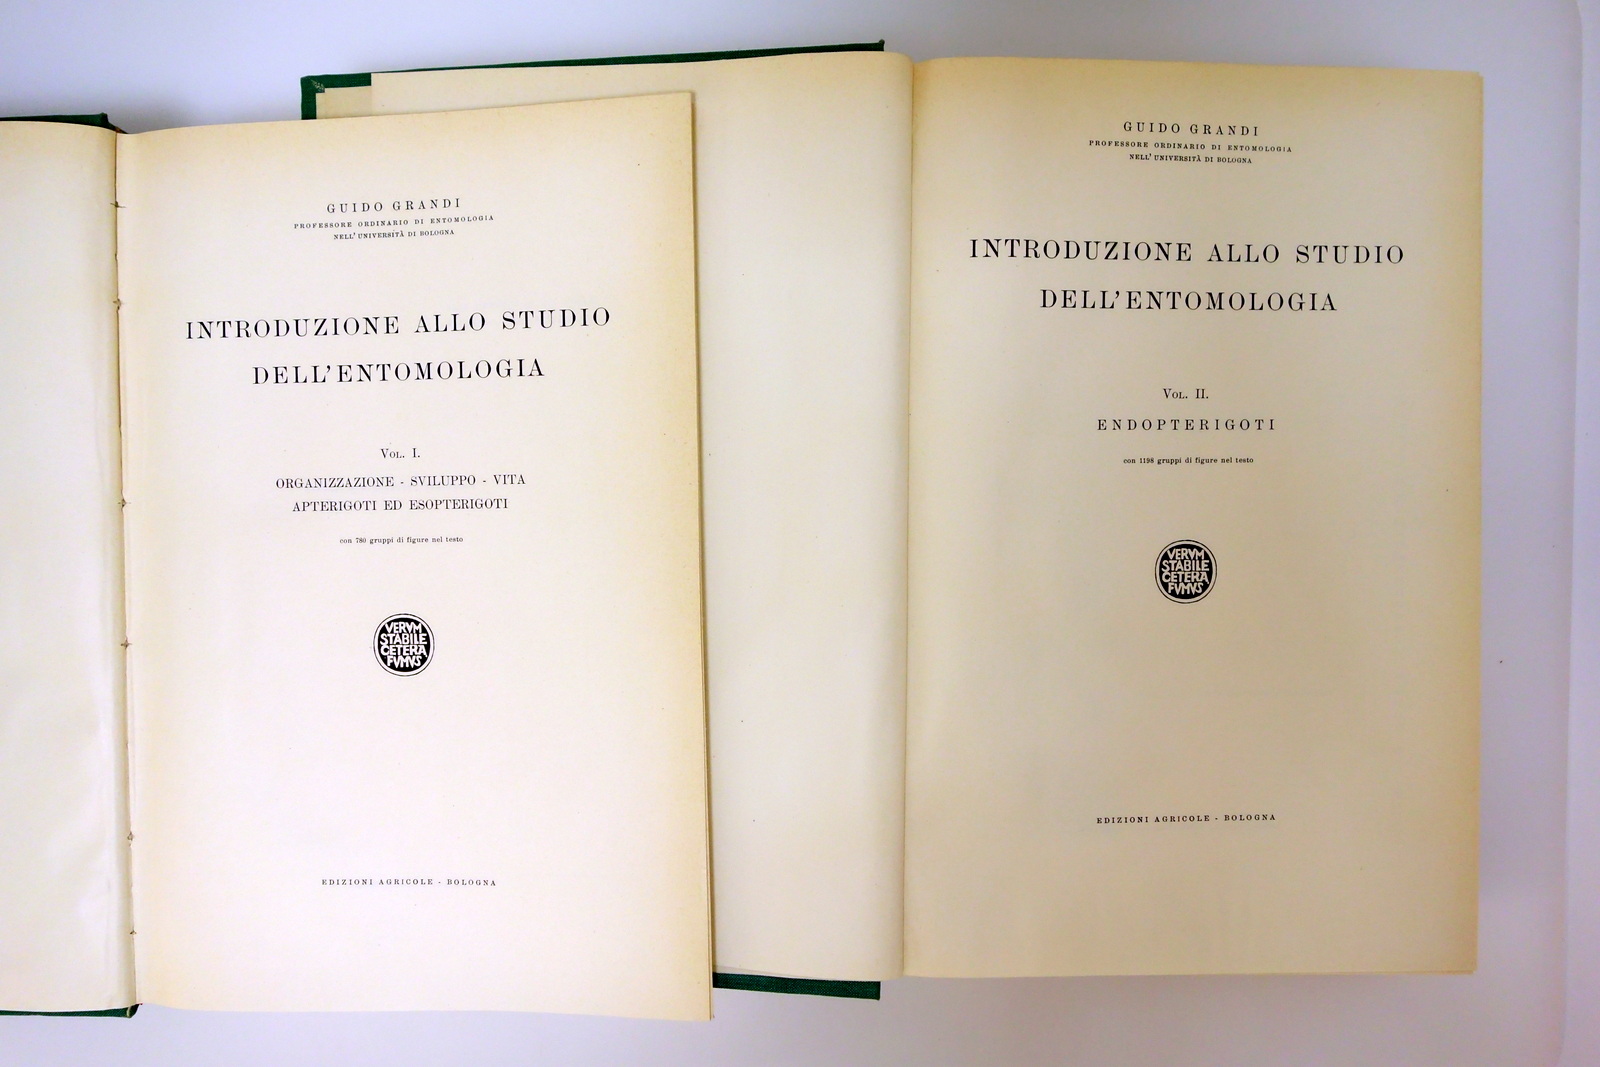 GUIDO GRANDI
PROFESSORE ORDINARIO DI ENTOMOLOGIA
NELL' UNIVERSITÀ DI BOLOGNA
INTRODUZIONE ALLO STUDIO
DELL'ENTOMOLOGIA
VOL. I.
ORGANIZZAZIONE - SVILUPPO - VITA
APTERIGOTI ED ESOPTERIGOTI
con 780 gruppi di figure nel testo
VERVM
STABILE
CETERA
FVMVS
EDIZIONI AGRICOLE - BOLOGNA
GUIDO GRANDI
PROFESSORE ORDINARIO DI ENTOMOLOGIA
NELL' UNIVERSITÀ DI BOLOGNA
INTRODUZIONE ALLO STUDIO
DELL'ENTOMOLOGIA
VOL. II.
ENDOPTERIGOTI
con 1198 gruppi di figure nel testo
VERVM
STABILE
CETERA
FVMVS
EDIZIONI AGRICOLE - BOLOGNA